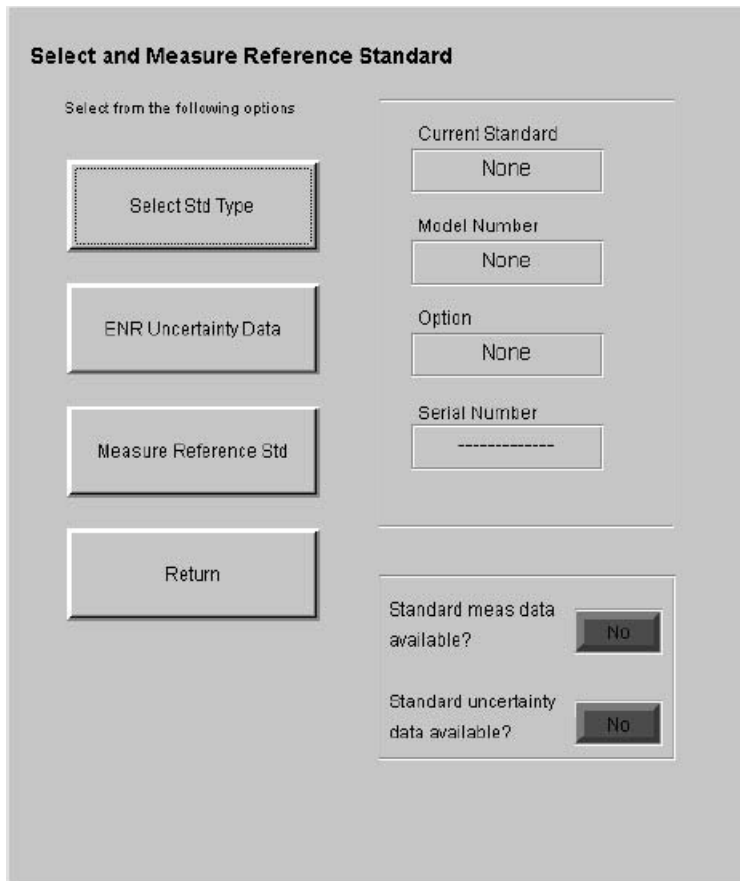 Select and Measure Reference Standard
Select from the following options
Select Std Type
ENR Uncertainty Data
Measure Reference Std
Return
Current Standard
None
Model Number
None
Option
None
Serial Number
-------------
Standard meas data
available?
No
Standard uncertainty
data available?
No